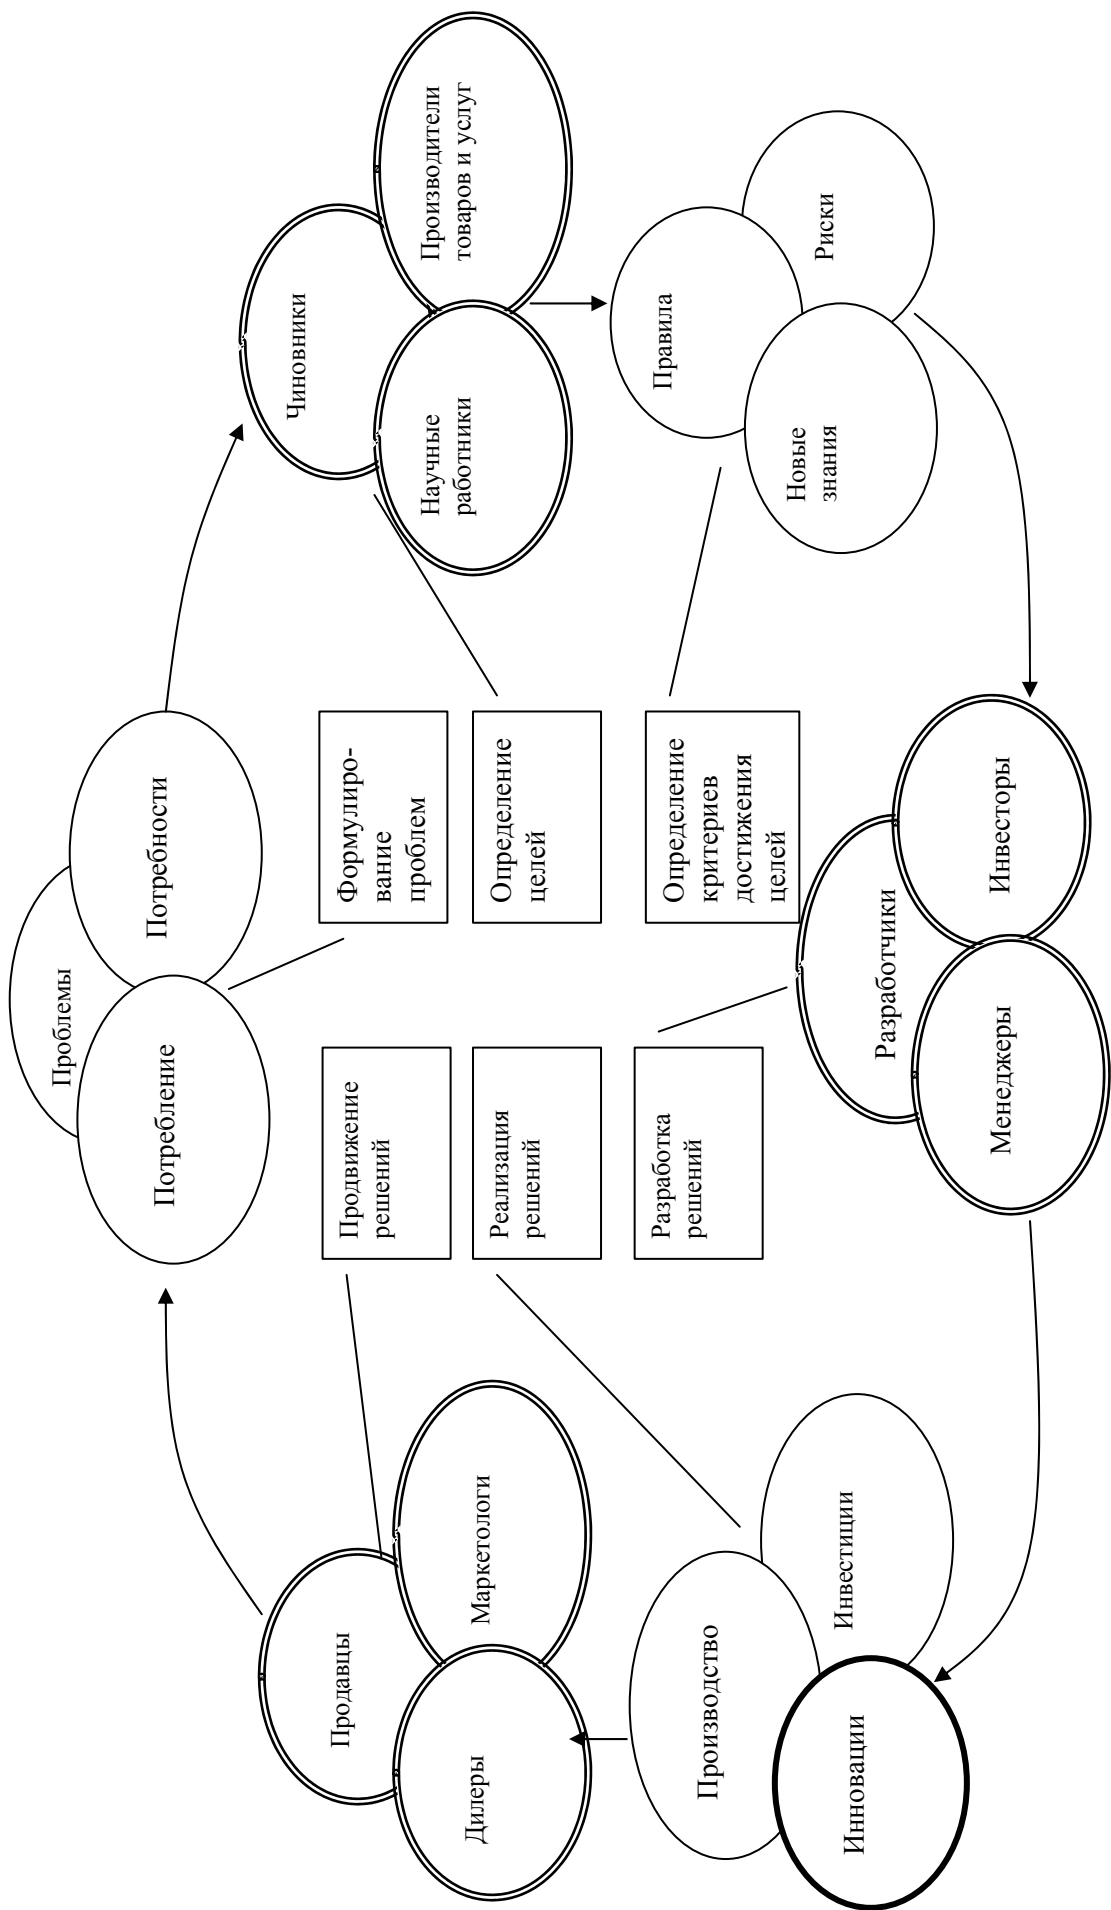 Проблемы
Потребление
Потребности
Чиновники
Научные
работники
Производители
товаров и услуг
Правила
Новые
знания
Риски
Формулиро-
вание
проблем
Определение
целей
Определение
критериев
достижения
целей
Продвижение
решений
Реализация
решений
Разработка
решений
Разработчики
Менеджеры
Инвесторы
Продавцы
Дилеры
Маркетологи
Производство
Инновации
Инвестиции